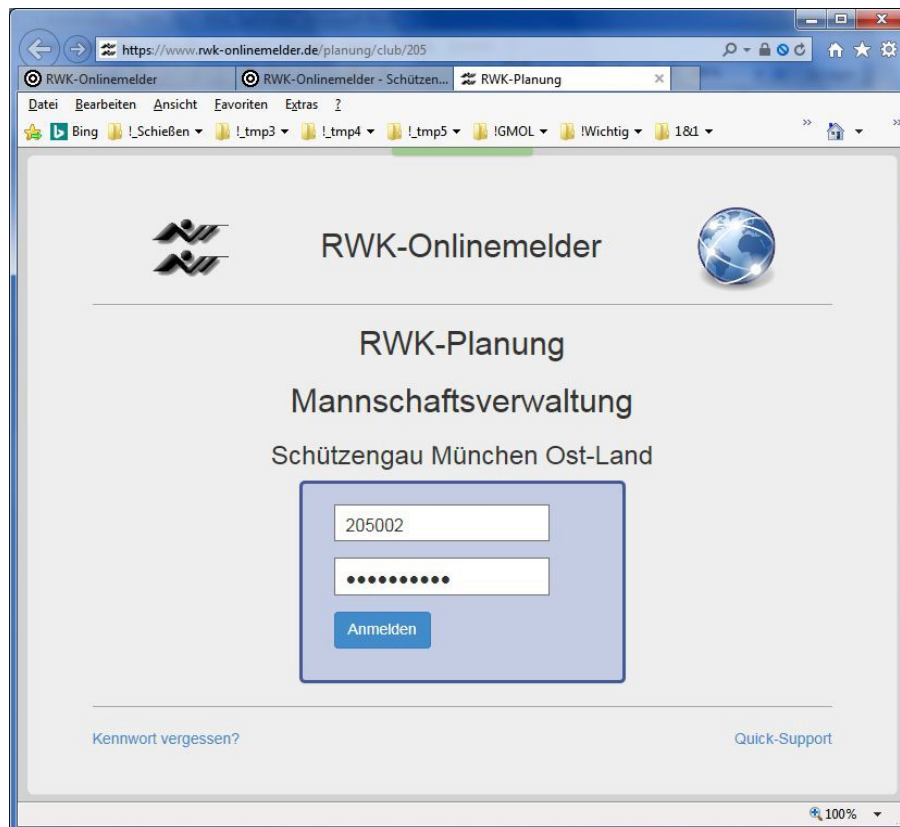 https://www.rwk-onlinemelder.de/planung/club/205
RWK-Onlinemelder RWK-Onlinemelder - Schützen... RWK-Planung
Datei Bearbeiten Ansicht Favoriten Extras ?
Bing !_Schießen !_tmp3 !_tmp4 !_tmp5 !GMOL !Wichtig 1&1
RWK-Onlinemelder
RWK-Planung
Mannschaftsverwaltung
Schützengau München Ost-Land
205002
Anmelden
Kennwort vergessen? Quick-Support
100%